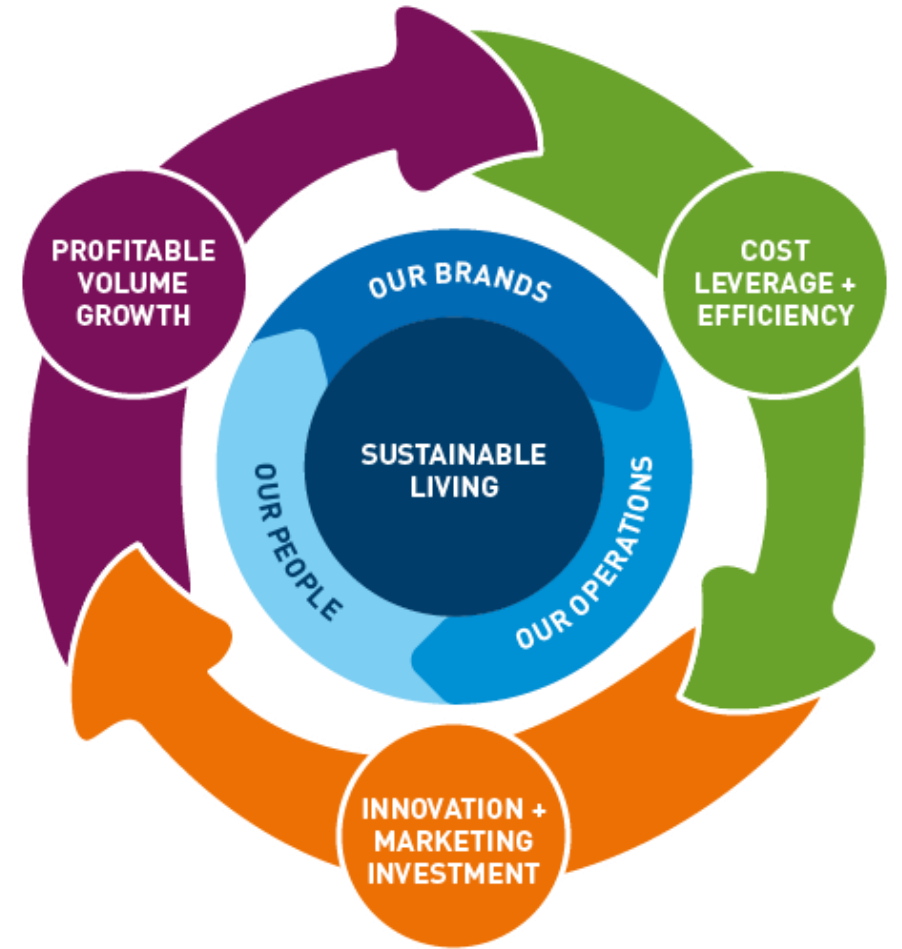 PROFITABLE
VOLUME
GROWTH
COST
LEVERAGE +
EFFICIENCY
OUR BRANDS
SUSTAINABLE
LIVING
OUR PEOPLE
OUR OPERATIONS
INNOVATION +
MARKETING
INVESTMENT